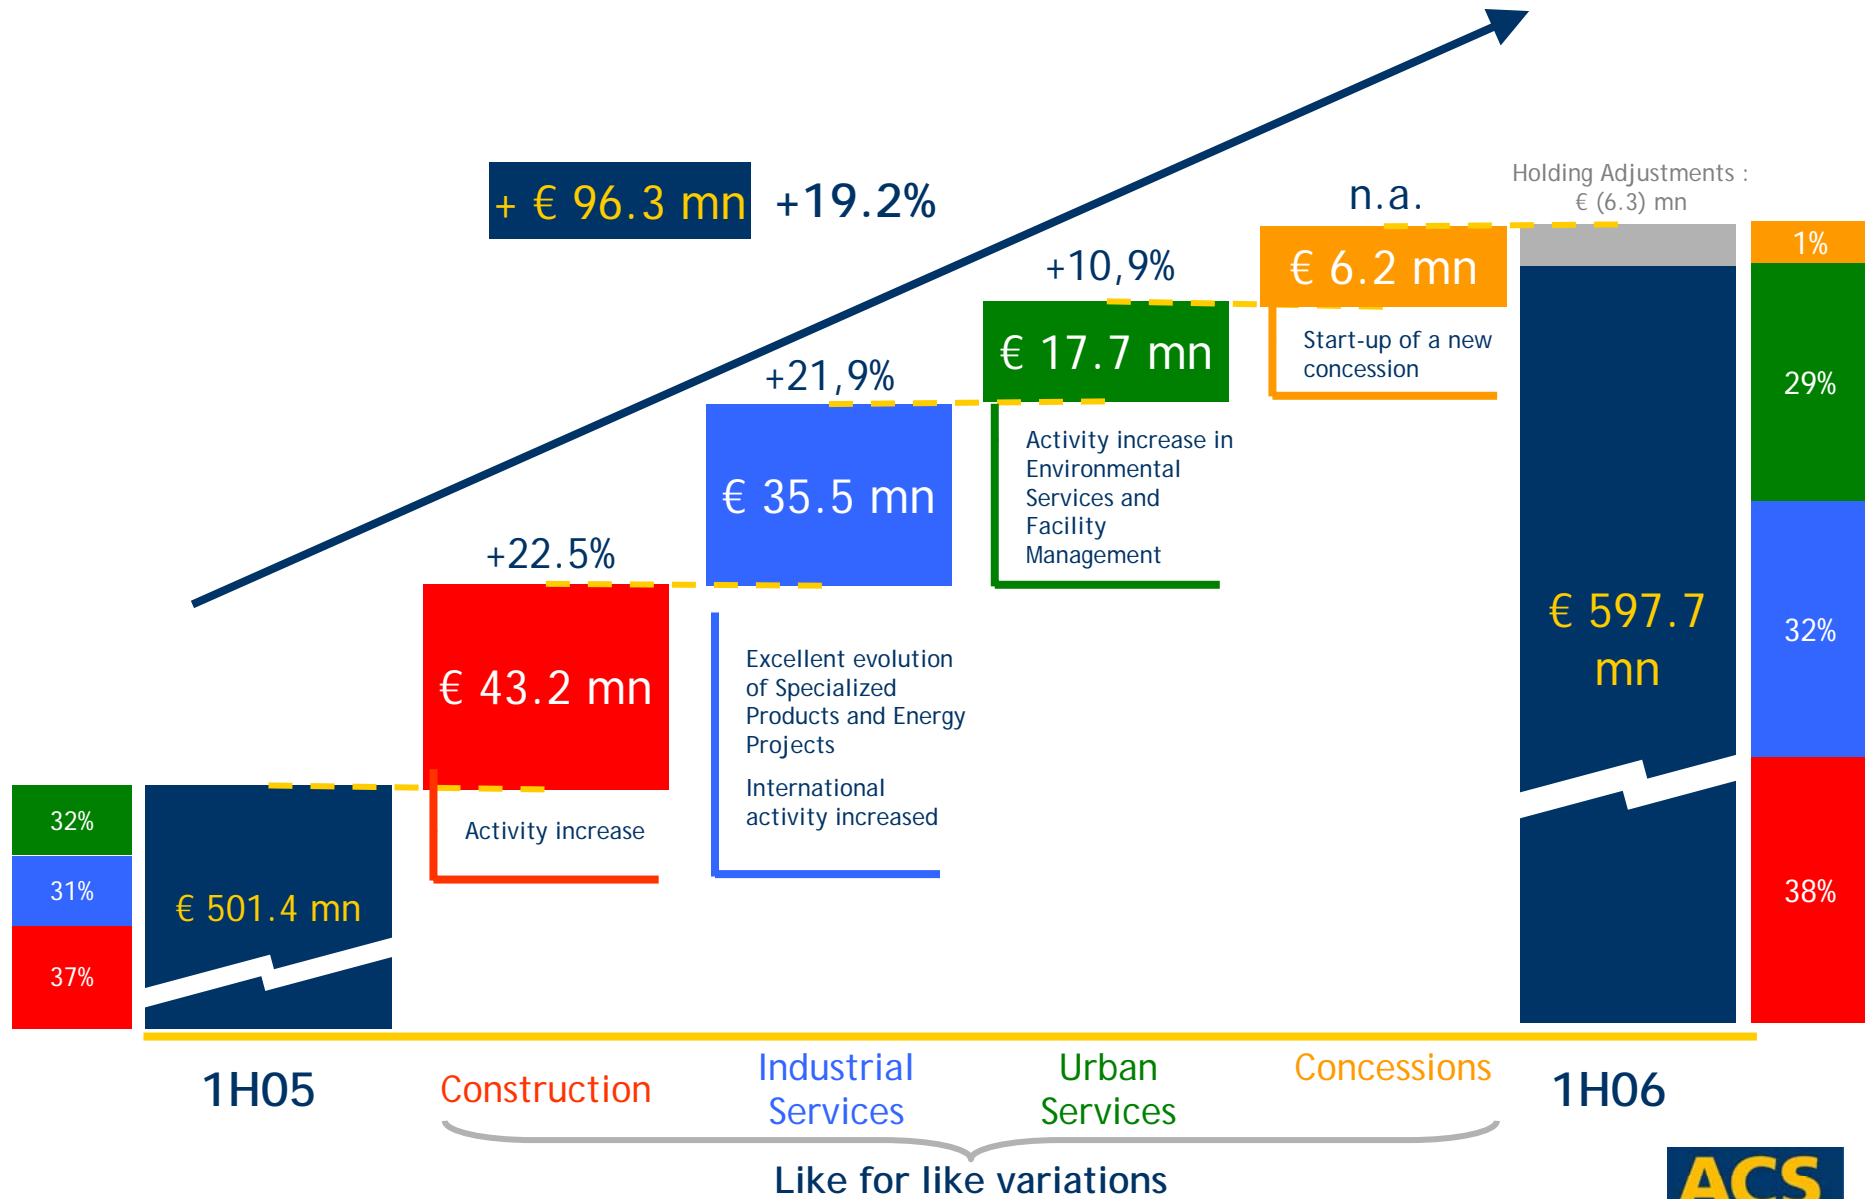 + € 96.3 mn
+19.2%
n.a.
Holding Adjustments :
€ (6.3) mn
+10,9%
€ 6.2 mn
1%
€ 17.7 mn
Start-up of a new
concession
+21,9%
29%
€ 35.5 mn
Activity increase in
Environmental
Services and
Facility
Management
+22.5%
€ 597.7
mn
32%
€ 43.2 mn
Excellent evolution
of Specialized
Products and Energy
Projects
International
activity increased
32%
Activity increase
31%
€ 501.4 mn
38%
37%
1H05
Construction
Industrial
Services
Urban
Services
Concessions
1H06
Like for like variations
ACS